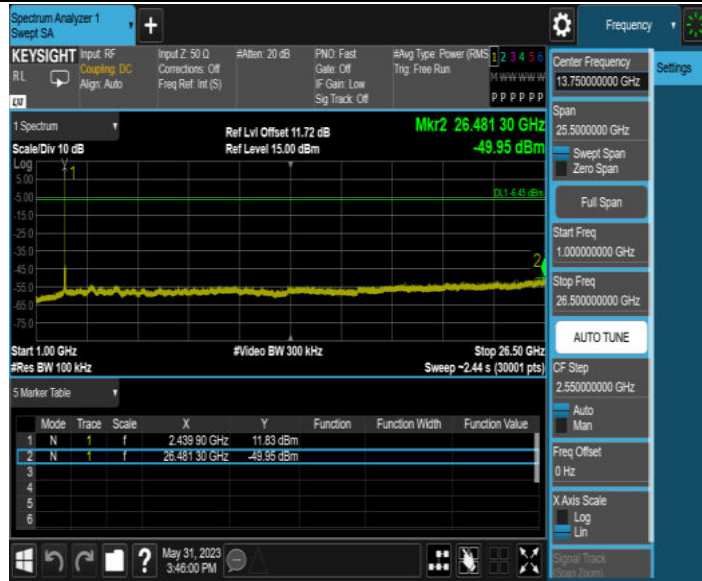 Spectrum Analyzer 1
Swept SA
+
Frequency
KEYSIGHT
RL
Input: RF
Coupling: DC
Align: Auto
Input Z: 50 Ω
Corrections: Off
Freq Ref: Int (S)
#Atten: 20 dB
PNO: Fast
Gate: Off
IF Gain: Low
Sig Track: Off
#Avg Type: Power (RMS
Trig: Free Run
1 2 3 4 5 6
M W W W W W
P P P P P P
LXI
Settings
Center Frequency
13.750000000 GHz
Span
25.5000000 GHz
Swept Span
Zero Span
Full Span
Start Freq
1.000000000 GHz
Stop Freq
26.500000000 GHz
AUTO TUNE
CF Step
2.550000000 GHz
Auto
Man
Freq Offset
0 Hz
X Axis Scale
Log
Lin
Signal Track
(Span Zoom)
1 Spectrum
Scale/Div 10 dB
Ref Lvl Offset 11.72 dB
Ref Level 15.00 dBm
Mkr2 26.481 30 GHz
-49.95 dBm
Log
1
5.00
-5.00
DL1 -6.45 dBm
-15.0
-25.0
-35.0
2
-45.0
-55.0
-65.0
-75.0
Start 1.00 GHz
#Video BW 300 kHz
Stop 26.50 GHz
#Res BW 100 kHz
Sweep ~2.44 s (30001 pts)
5 Marker Table
Mode Trace Scale X Y Function Function Width Function Value
1 N 1 f 2.439 90 GHz 11.83 dBm
2 N 1 f 26.481 30 GHz -49.95 dBm
3
4
5
6
?
May 31, 2023
3:46:00 PM